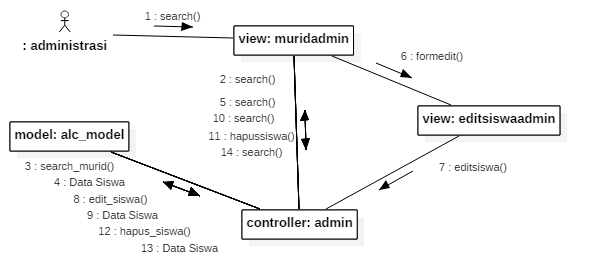 1 : search()
: administrasi
view: muridadmin
6 : formedit()
2 : search()
5 : search()
10 : search()
11 : hapussiswa()
14 : search()
view: editsiswaadmin
model: alc_model
3 : search_murid()
4 : Data Siswa
8 : edit_siswa()
9 : Data Siswa
12 : hapus_siswa()
13 : Data Siswa
7 : editsiswa()
controller: admin